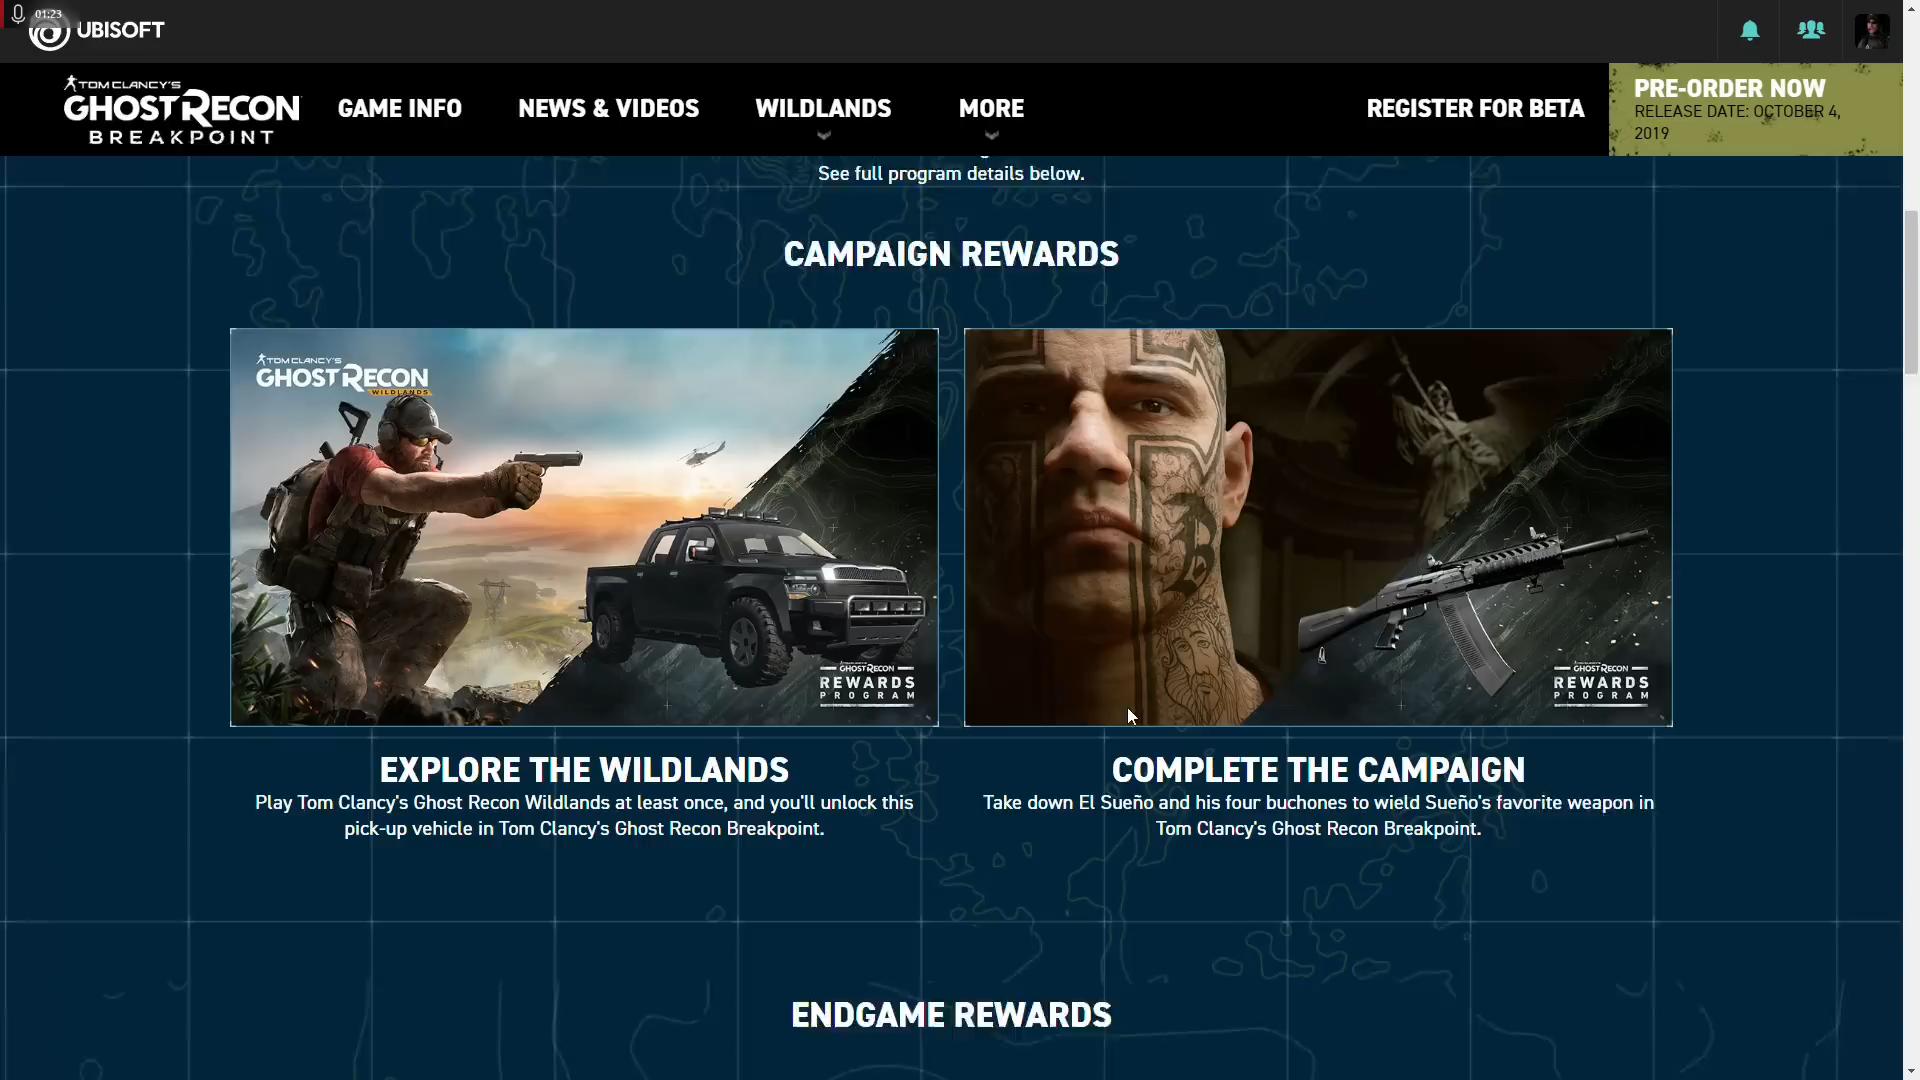 01:23
UBISOFT
TOM CLANCY'S
GHOST RECON
BREAKPOINT
GAME INFO
NEWS & VIDEOS
WILDLANDS
MORE
REGISTER FOR BETA
PRE-ORDER NOW
RELEASE DATE: OCTOBER 4,
2019
See full program details below.
CAMPAIGN REWARDS
TOM CLANCY'S
GHOST RECON
WILDLANDS
GHOST RECON
REWARDS
PROGRAM
B
GHOST RECON
REWARDS
PROGRAM
EXPLORE THE WILDLANDS
Play Tom Clancy's Ghost Recon Wildlands at least once, and you'll unlock this
pick-up vehicle in Tom Clancy's Ghost Recon Breakpoint.
COMPLETE THE CAMPAIGN
Take down El Sueño and his four buchones to wield Sueño's favorite weapon in
Tom Clancy's Ghost Recon Breakpoint.
ENDGAME REWARDS